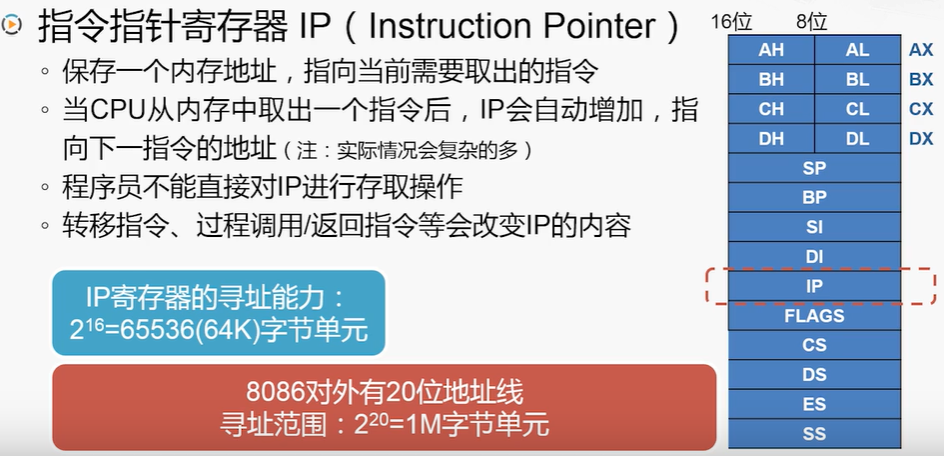 指令指针寄存器 IP（Instruction Pointer）
◦ 保存一个内存地址，指向当前需要取出的指令
◦ 当CPU从内存中取出一个指令后，IP会自动增加，指
向下一指令的地址（注：实际情况会复杂的多）
◦ 程序员不能直接对IP进行存取操作
◦ 转移指令、过程调用/返回指令等会改变IP的内容
IP寄存器的寻址能力：
2¹⁶=65536(64K)字节单元
8086对外有20位地址线
寻址范围：2²⁰=1M字节单元
16位 8位
AH AL AX
BH BL BX
CH CL CX
DH DL DX
SP
BP
SI
DI
IP
FLAGS
CS
DS
ES
SS